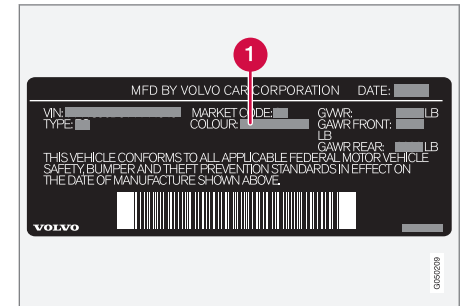 1
MFD BY VOLVO CAR CORPORATION DATE:
VIN: MARKET CODE: GVWR: LB
TYPE: COLOUR: GAWR FRONT:
LB
GAWR REAR: LB
THIS VEHICLE CONFORMS TO ALL APPLICABLE FEDERAL MOTOR VEHICLE
SAFETY, BUMPER AND THEFT PREVENTION STANDARDS IN EFFECT ON
THE DATE OF MANUFACTURE SHOWN ABOVE.
VOLVO
G050209